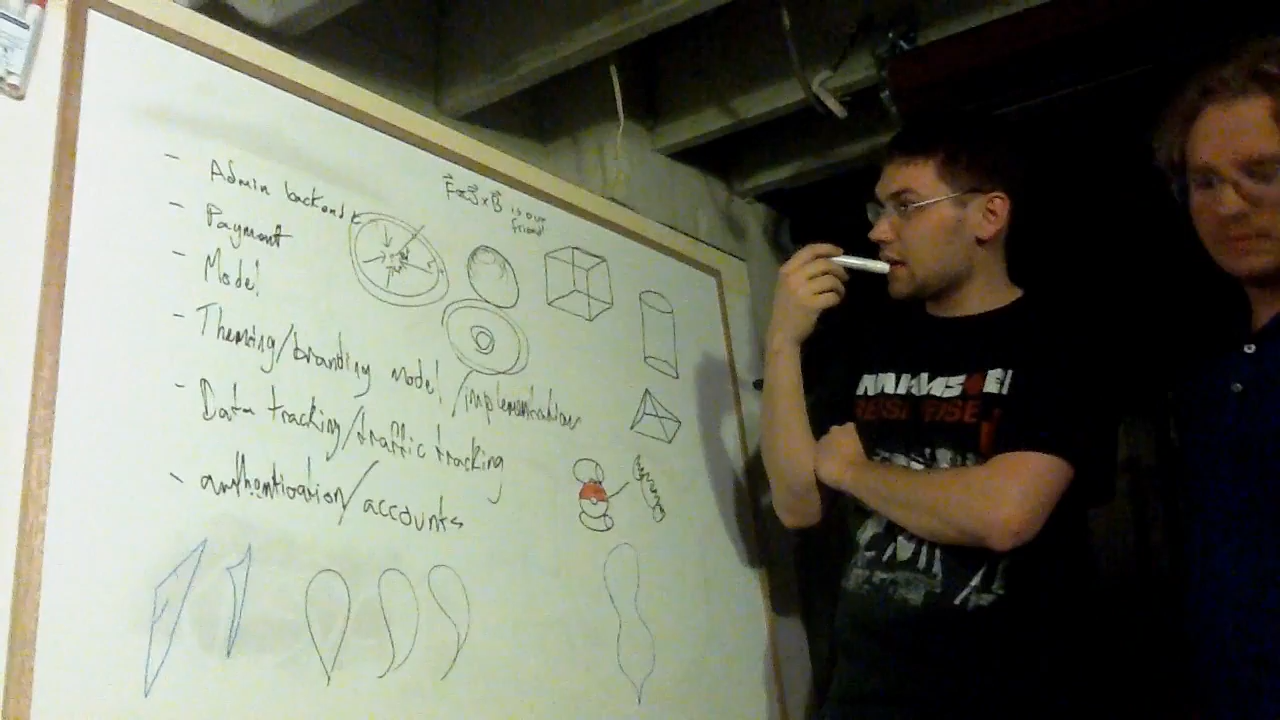 - Admin backend
F=J×B is our
friend!
- Payment
- Model
- Theming/branding model/implementation
- Data tracking/traffic tracking
- authentication/accounts